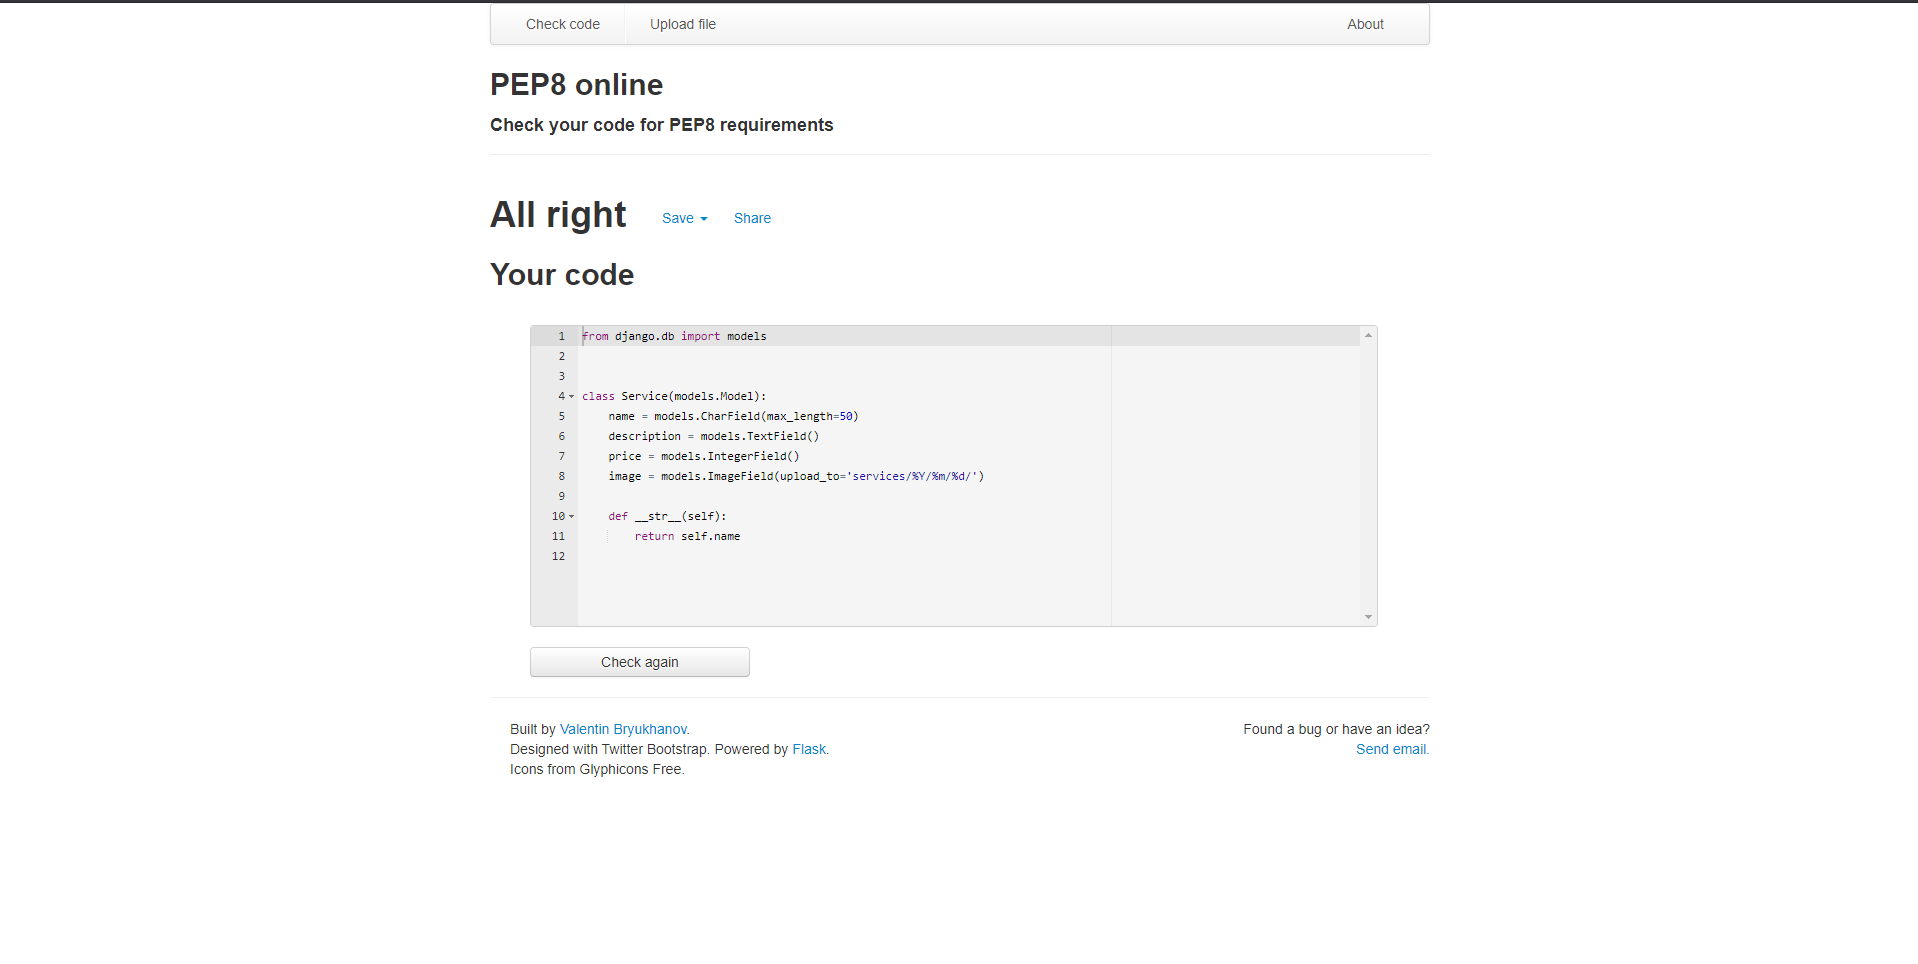 Check code Upload file About
PEP8 online
Check your code for PEP8 requirements
All right Save Share
Your code
1 from django.db import models
2
3
4 class Service(models.Model):
5     name = models.CharField(max_length=50)
6     description = models.TextField()
7     price = models.IntegerField()
8     image = models.ImageField(upload_to='services/%Y/%m/%d/')
9
10     def __str__(self):
11         return self.name
12
Check again
Built by Valentin Bryukhanov. Found a bug or have an idea?
Designed with Twitter Bootstrap. Powered by Flask. Send email.
Icons from Glyphicons Free.